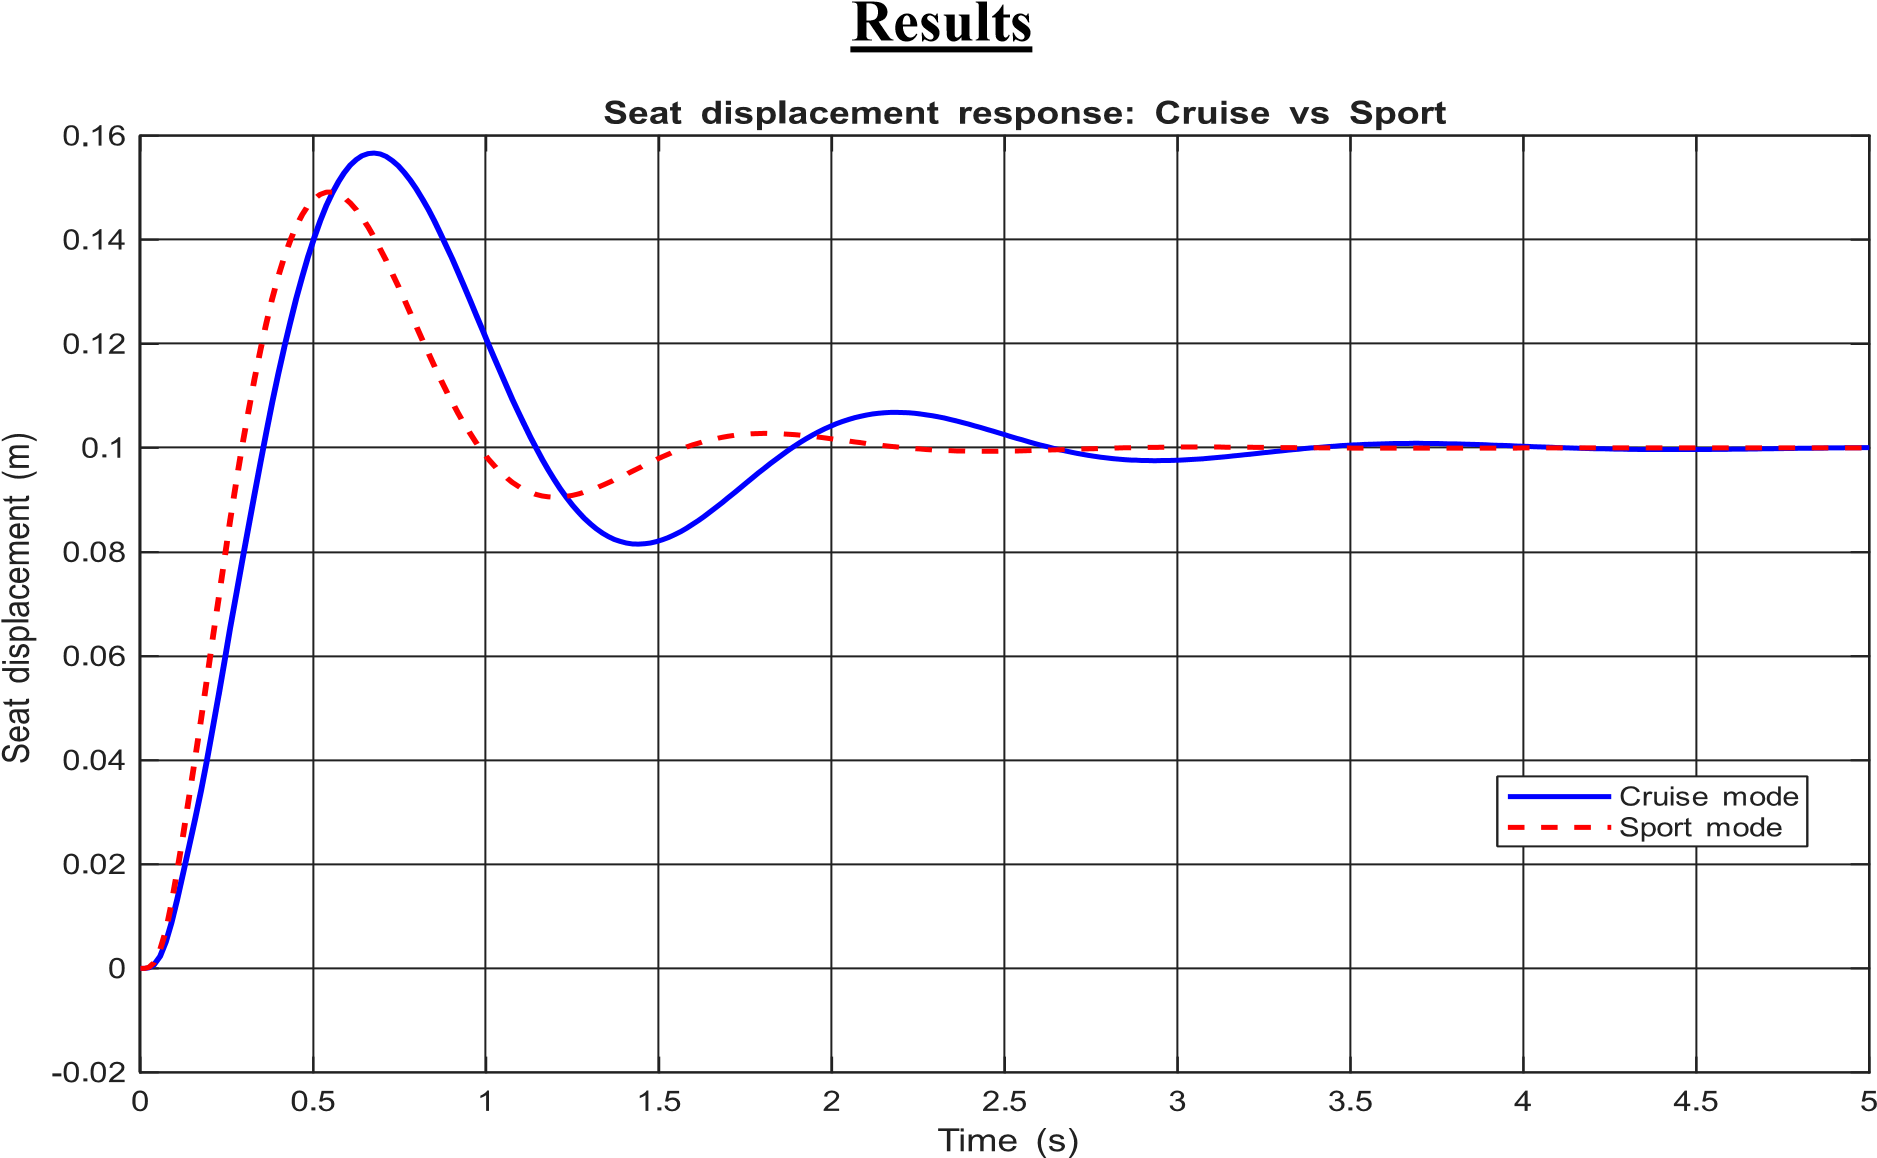 Results
Seat displacement response: Cruise vs Sport
0.16
0.14
0.12
0.1
0.08
0.06
0.04
0.02
0
-0.02
Seat displacement (m)
Cruise mode
Sport mode
0 0.5 1 1.5 2 2.5 3 3.5 4 4.5 5
Time (s)